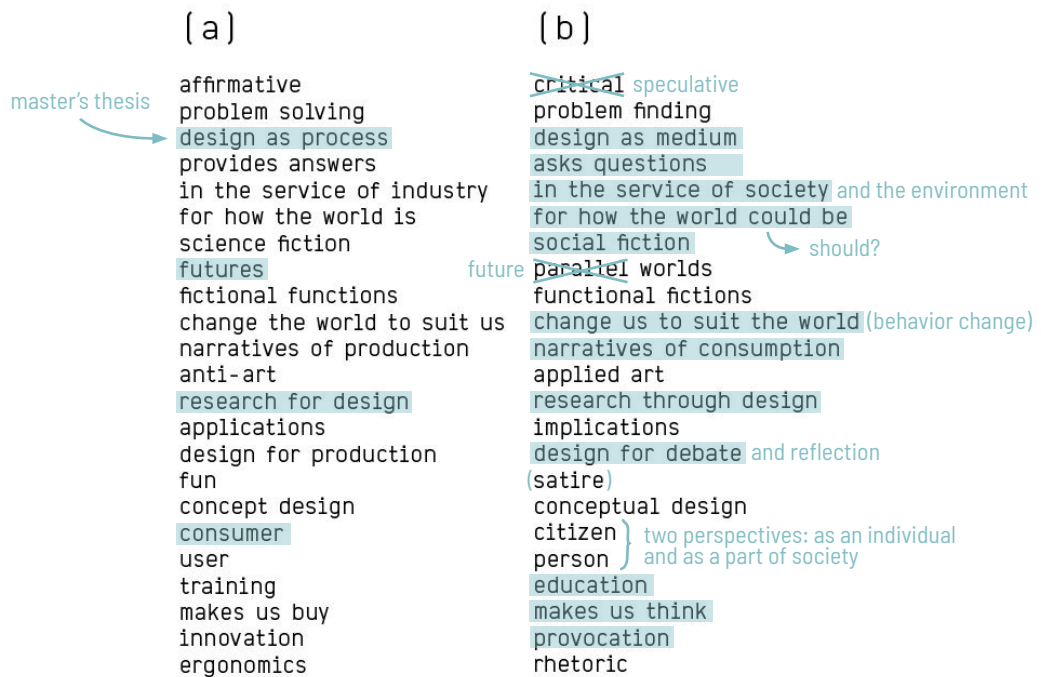 (a)
affirmative
problem solving
master's thesis
design as process
provides answers
in the service of industry
for how the world is
science fiction
futures
fictional functions
change the world to suit us
narratives of production
anti-art
research for design
applications
design for production
fun
concept design
consumer
user
training
makes us buy
innovation
ergonomics
(b)
critical speculative
problem finding
design as medium
asks questions
in the service of society and the environment
for how the world could be
should?
social fiction
future parallel worlds
functional fictions
change us to suit the world (behavior change)
narratives of consumption
applied art
research through design
implications
design for debate and reflection
(satire)
conceptual design
citizen
person
two perspectives: as an individual
and as a part of society
education
makes us think
provocation
rhetoric